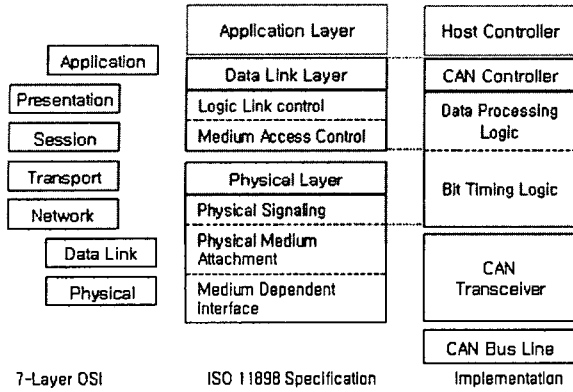 Application
Presentation
Session
Transport
Network
Data Link
Physical
7-Layer OSI
Application Layer
Data Link Layer
Logic Link control
Medium Access Control
Physical Layer
Physical Signaling
Physical Medium
Attachment
Medium Dependent
Interface
ISO 11898 Specification
Host Controller
CAN Controller
Data Processing
Logic
Bit Timing Logic
CAN
Transceiver
CAN Bus Line
Implementation